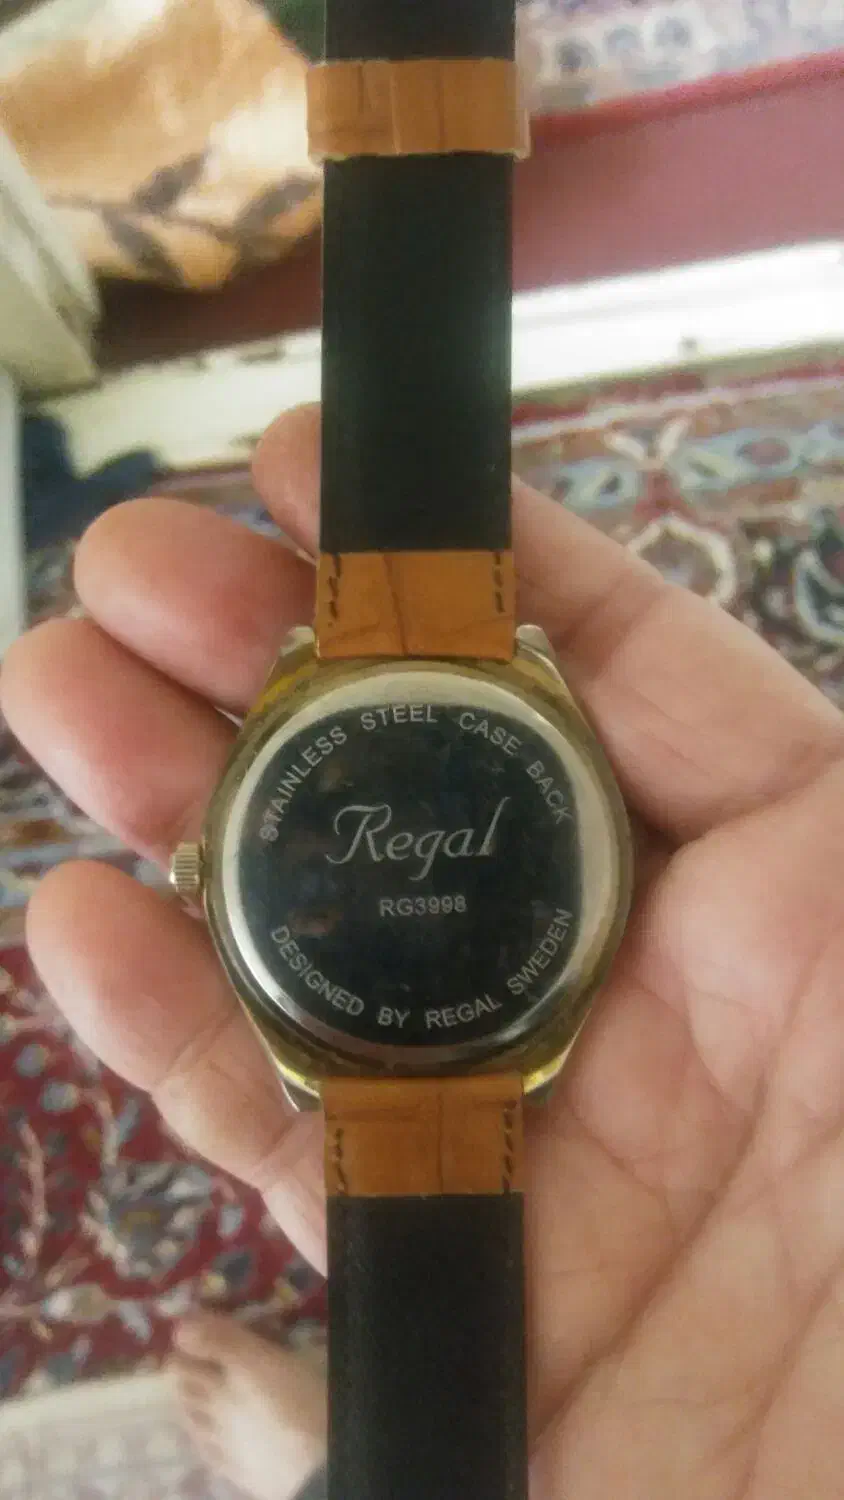 STAINLESS STEEL CASE BACK
Regal
RG3998
DESIGNED BY REGAL SWEDEN